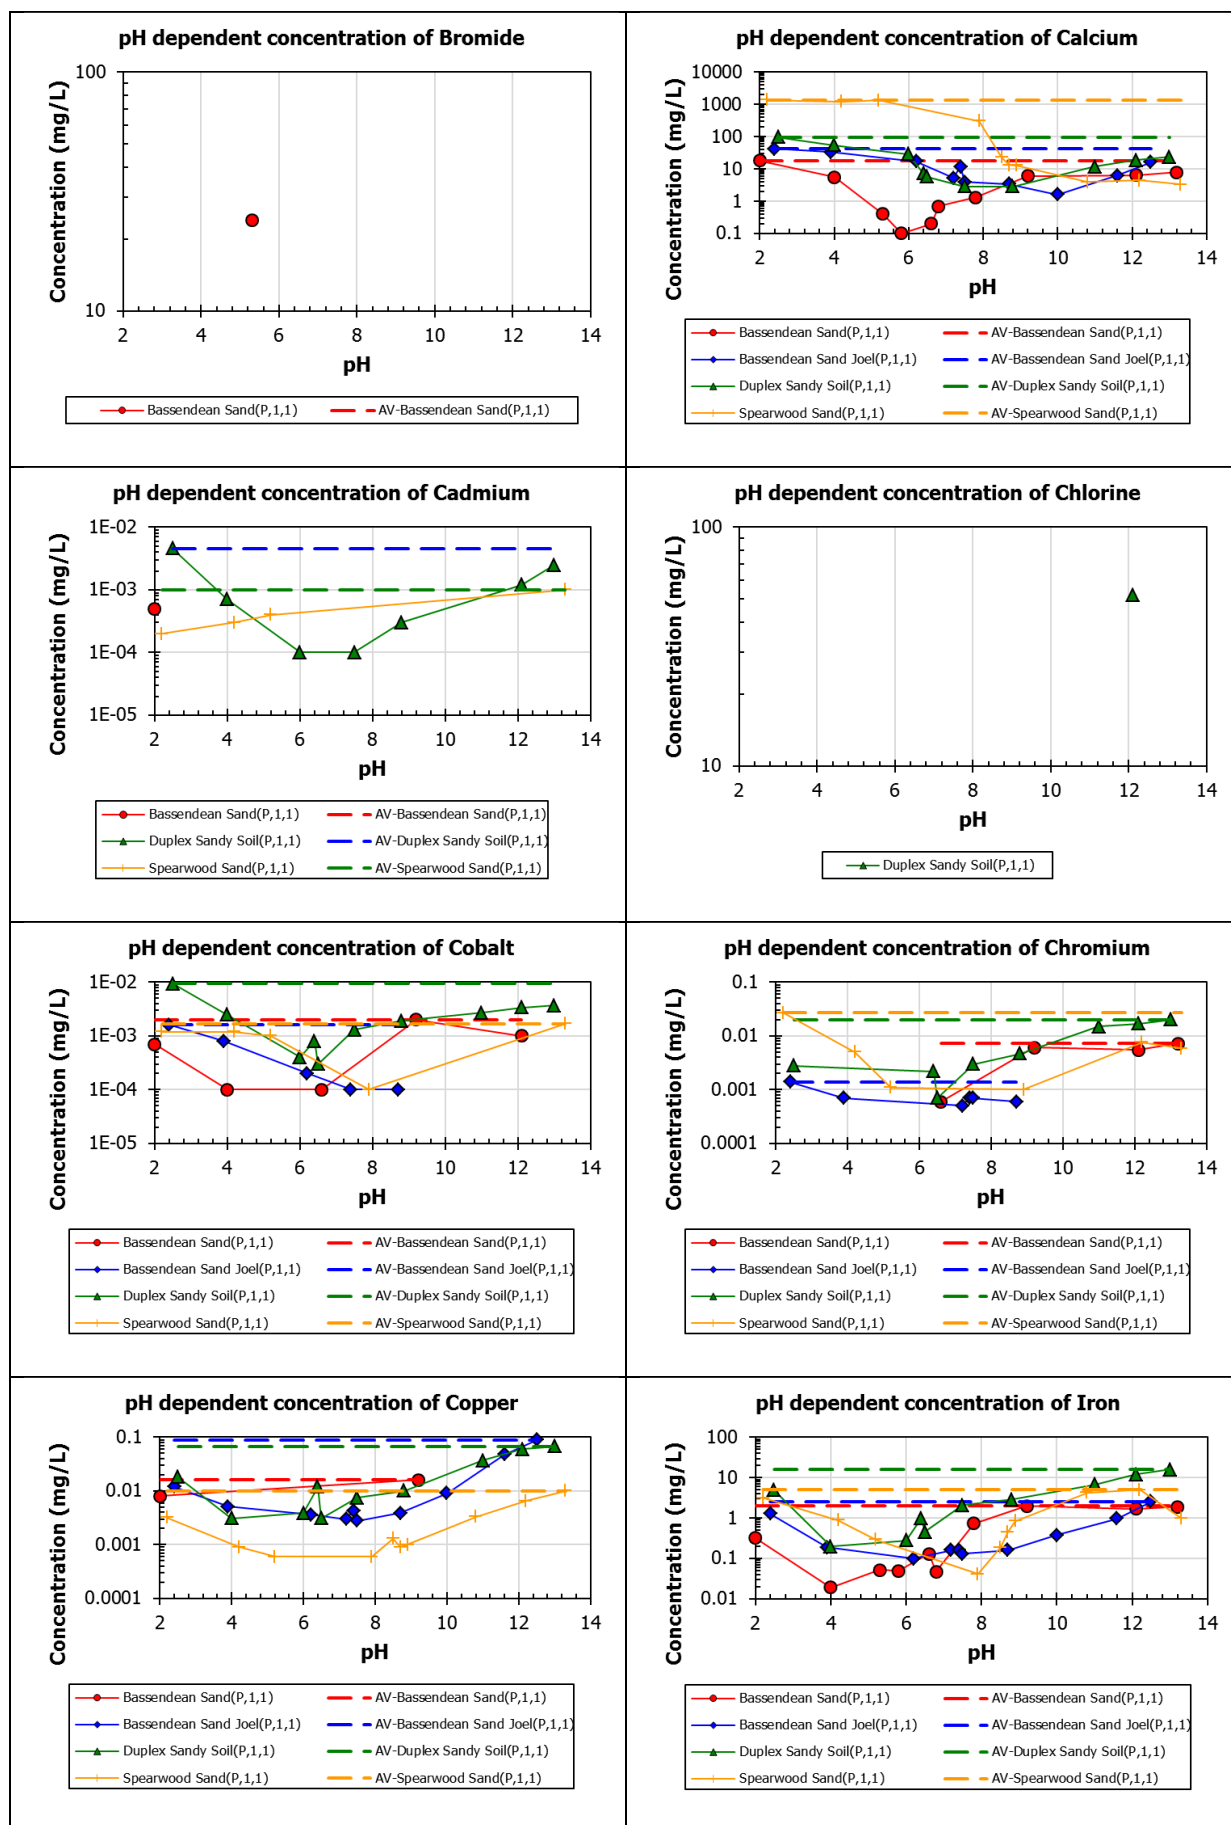 pH dependent concentration of Bromide
Concentration (mg/L)
100
10
2 4 6 8 10 12 14
pH
Bassendean Sand(P,1,1) AV-Bassendean Sand(P,1,1)
pH dependent concentration of Calcium
Concentration (mg/L)
10000
1000
100
10
1
0.1
2 4 6 8 10 12 14
pH
Bassendean Sand(P,1,1) AV-Bassendean Sand(P,1,1)
Bassendean Sand Joel(P,1,1) AV-Bassendean Sand Joel(P,1,1)
Duplex Sandy Soil(P,1,1) AV-Duplex Sandy Soil(P,1,1)
Spearwood Sand(P,1,1) AV-Spearwood Sand(P,1,1)
pH dependent concentration of Cadmium
Concentration (mg/L)
1E-02
1E-03
1E-04
1E-05
2 4 6 8 10 12 14
pH
Bassendean Sand(P,1,1) AV-Bassendean Sand(P,1,1)
Duplex Sandy Soil(P,1,1) AV-Duplex Sandy Soil(P,1,1)
Spearwood Sand(P,1,1) AV-Spearwood Sand(P,1,1)
pH dependent concentration of Chlorine
Concentration (mg/L)
100
10
2 4 6 8 10 12 14
pH
Duplex Sandy Soil(P,1,1)
pH dependent concentration of Cobalt
Concentration (mg/L)
1E-02
1E-03
1E-04
1E-05
2 4 6 8 10 12 14
pH
Bassendean Sand(P,1,1) AV-Bassendean Sand(P,1,1)
Bassendean Sand Joel(P,1,1) AV-Bassendean Sand Joel(P,1,1)
Duplex Sandy Soil(P,1,1) AV-Duplex Sandy Soil(P,1,1)
Spearwood Sand(P,1,1) AV-Spearwood Sand(P,1,1)
pH dependent concentration of Chromium
Concentration (mg/L)
0.1
0.01
0.001
0.0001
2 4 6 8 10 12 14
pH
Bassendean Sand(P,1,1) AV-Bassendean Sand(P,1,1)
Bassendean Sand Joel(P,1,1) AV-Bassendean Sand Joel(P,1,1)
Duplex Sandy Soil(P,1,1) AV-Duplex Sandy Soil(P,1,1)
Spearwood Sand(P,1,1) AV-Spearwood Sand(P,1,1)
pH dependent concentration of Copper
Concentration (mg/L)
0.1
0.01
0.001
0.0001
2 4 6 8 10 12 14
pH
Bassendean Sand(P,1,1) AV-Bassendean Sand(P,1,1)
Bassendean Sand Joel(P,1,1) AV-Bassendean Sand Joel(P,1,1)
Duplex Sandy Soil(P,1,1) AV-Duplex Sandy Soil(P,1,1)
Spearwood Sand(P,1,1) AV-Spearwood Sand(P,1,1)
pH dependent concentration of Iron
Concentration (mg/L)
100
10
1
0.1
0.01
2 4 6 8 10 12 14
pH
Bassendean Sand(P,1,1) AV-Bassendean Sand(P,1,1)
Bassendean Sand Joel(P,1,1) AV-Bassendean Sand Joel(P,1,1)
Duplex Sandy Soil(P,1,1) AV-Duplex Sandy Soil(P,1,1)
Spearwood Sand(P,1,1) AV-Spearwood Sand(P,1,1)